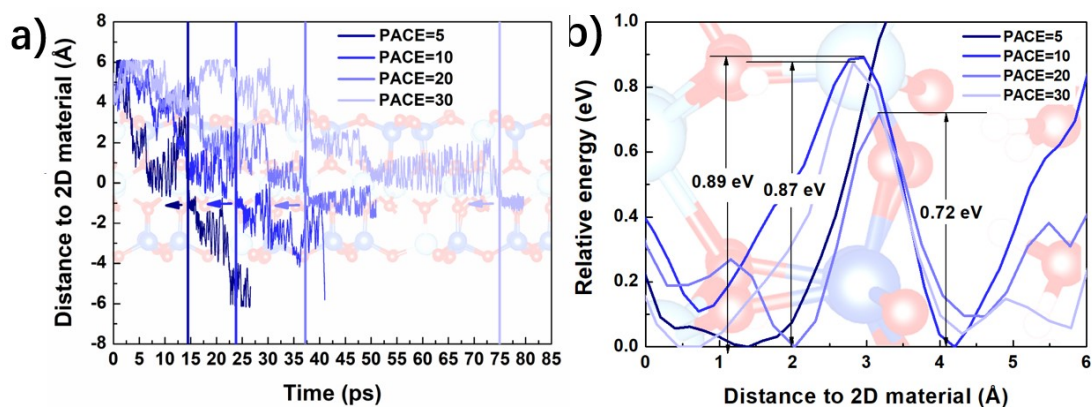 a)
PACE=5
PACE=10
PACE=20
PACE=30
Distance to 2D material (Å)
8
6
4
2
0
-2
-4
-6
-8
0 5 10 15 20 25 30 35 40 45 50 55 60 65 70 75 80 85
Time (ps)
b)
PACE=5
PACE=10
PACE=20
PACE=30
Relative energy (eV)
1.0
0.8
0.6
0.4
0.2
0.0
0.89 eV
0.87 eV
0.72 eV
0 1 2 3 4 5 6
Distance to 2D material (Å)